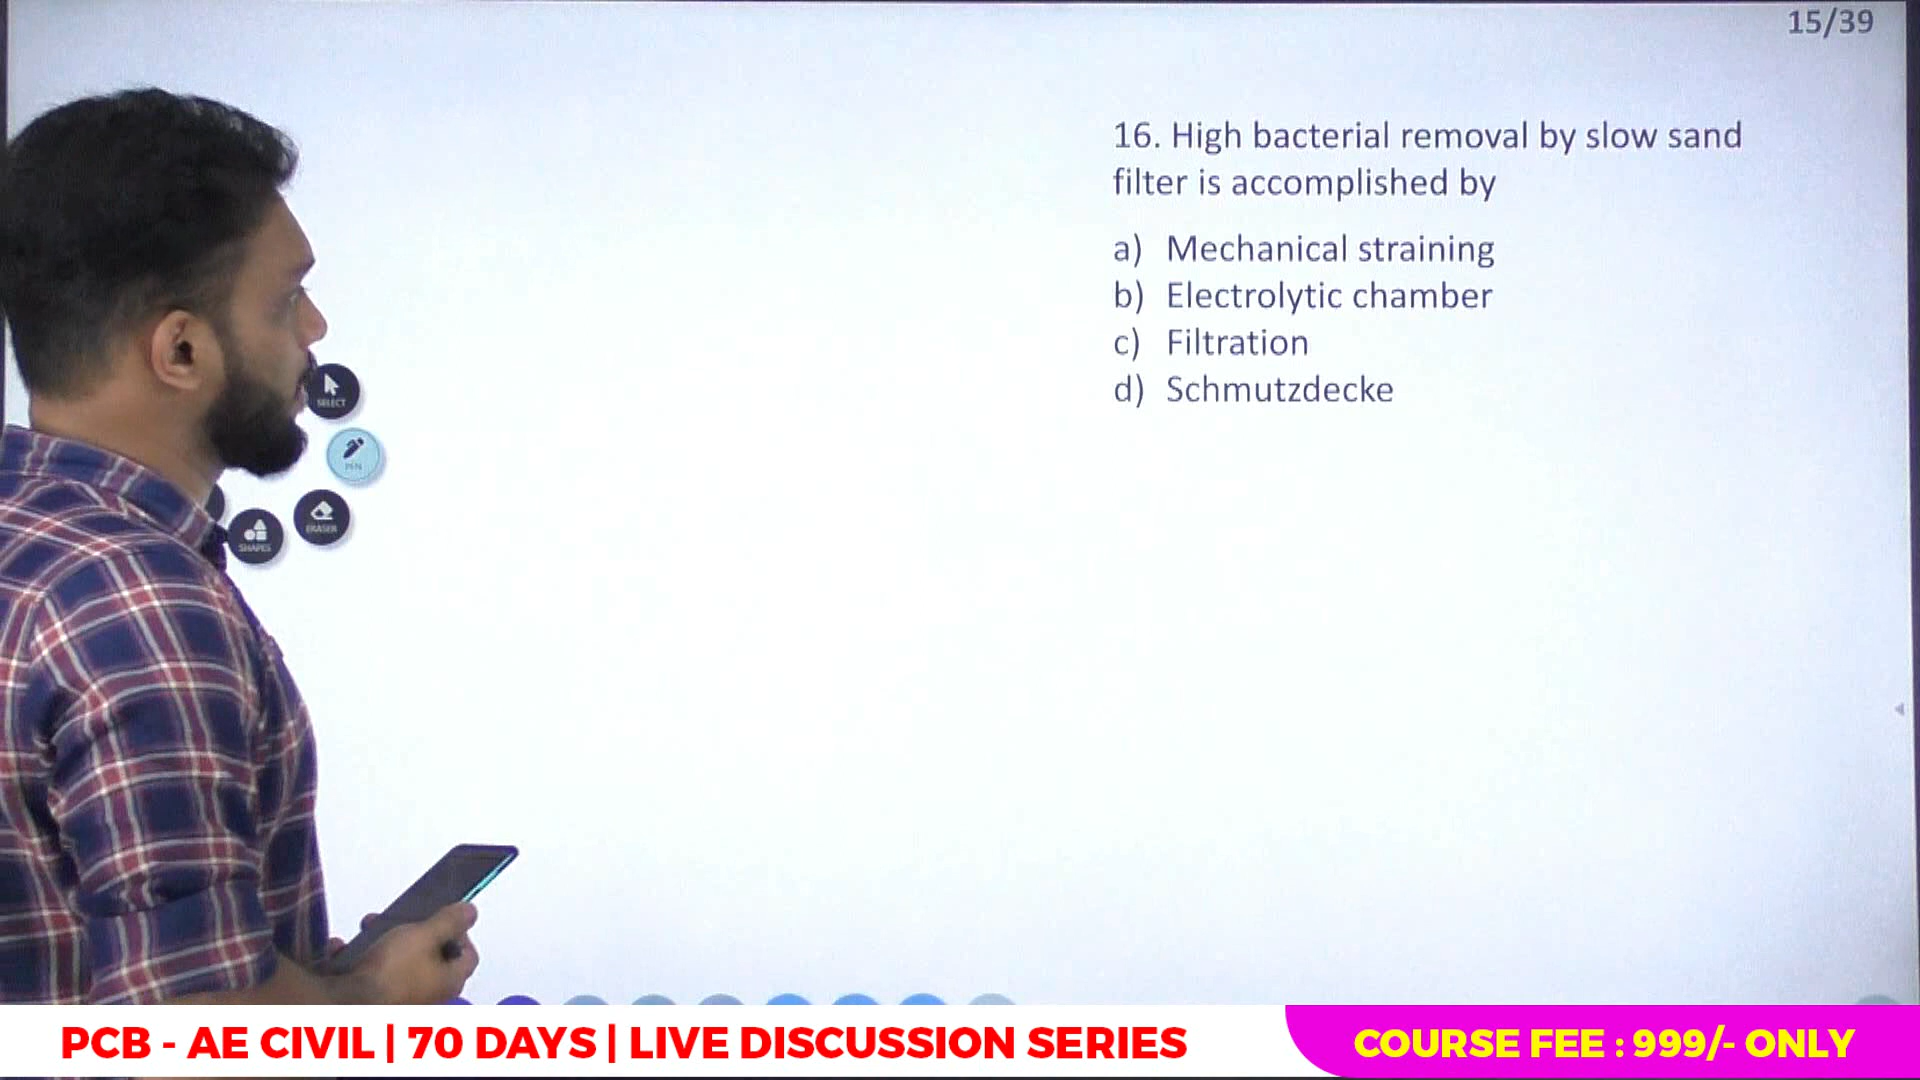 15/39
16. High bacterial removal by slow sand
filter is accomplished by
a) Mechanical straining
b) Electrolytic chamber
c) Filtration
d) Schmutzdecke
SELECT
PEN
ERASER
SHAPES
PCB - AE CIVIL | 70 DAYS | LIVE DISCUSSION SERIES
COURSE FEE : 999/- ONLY